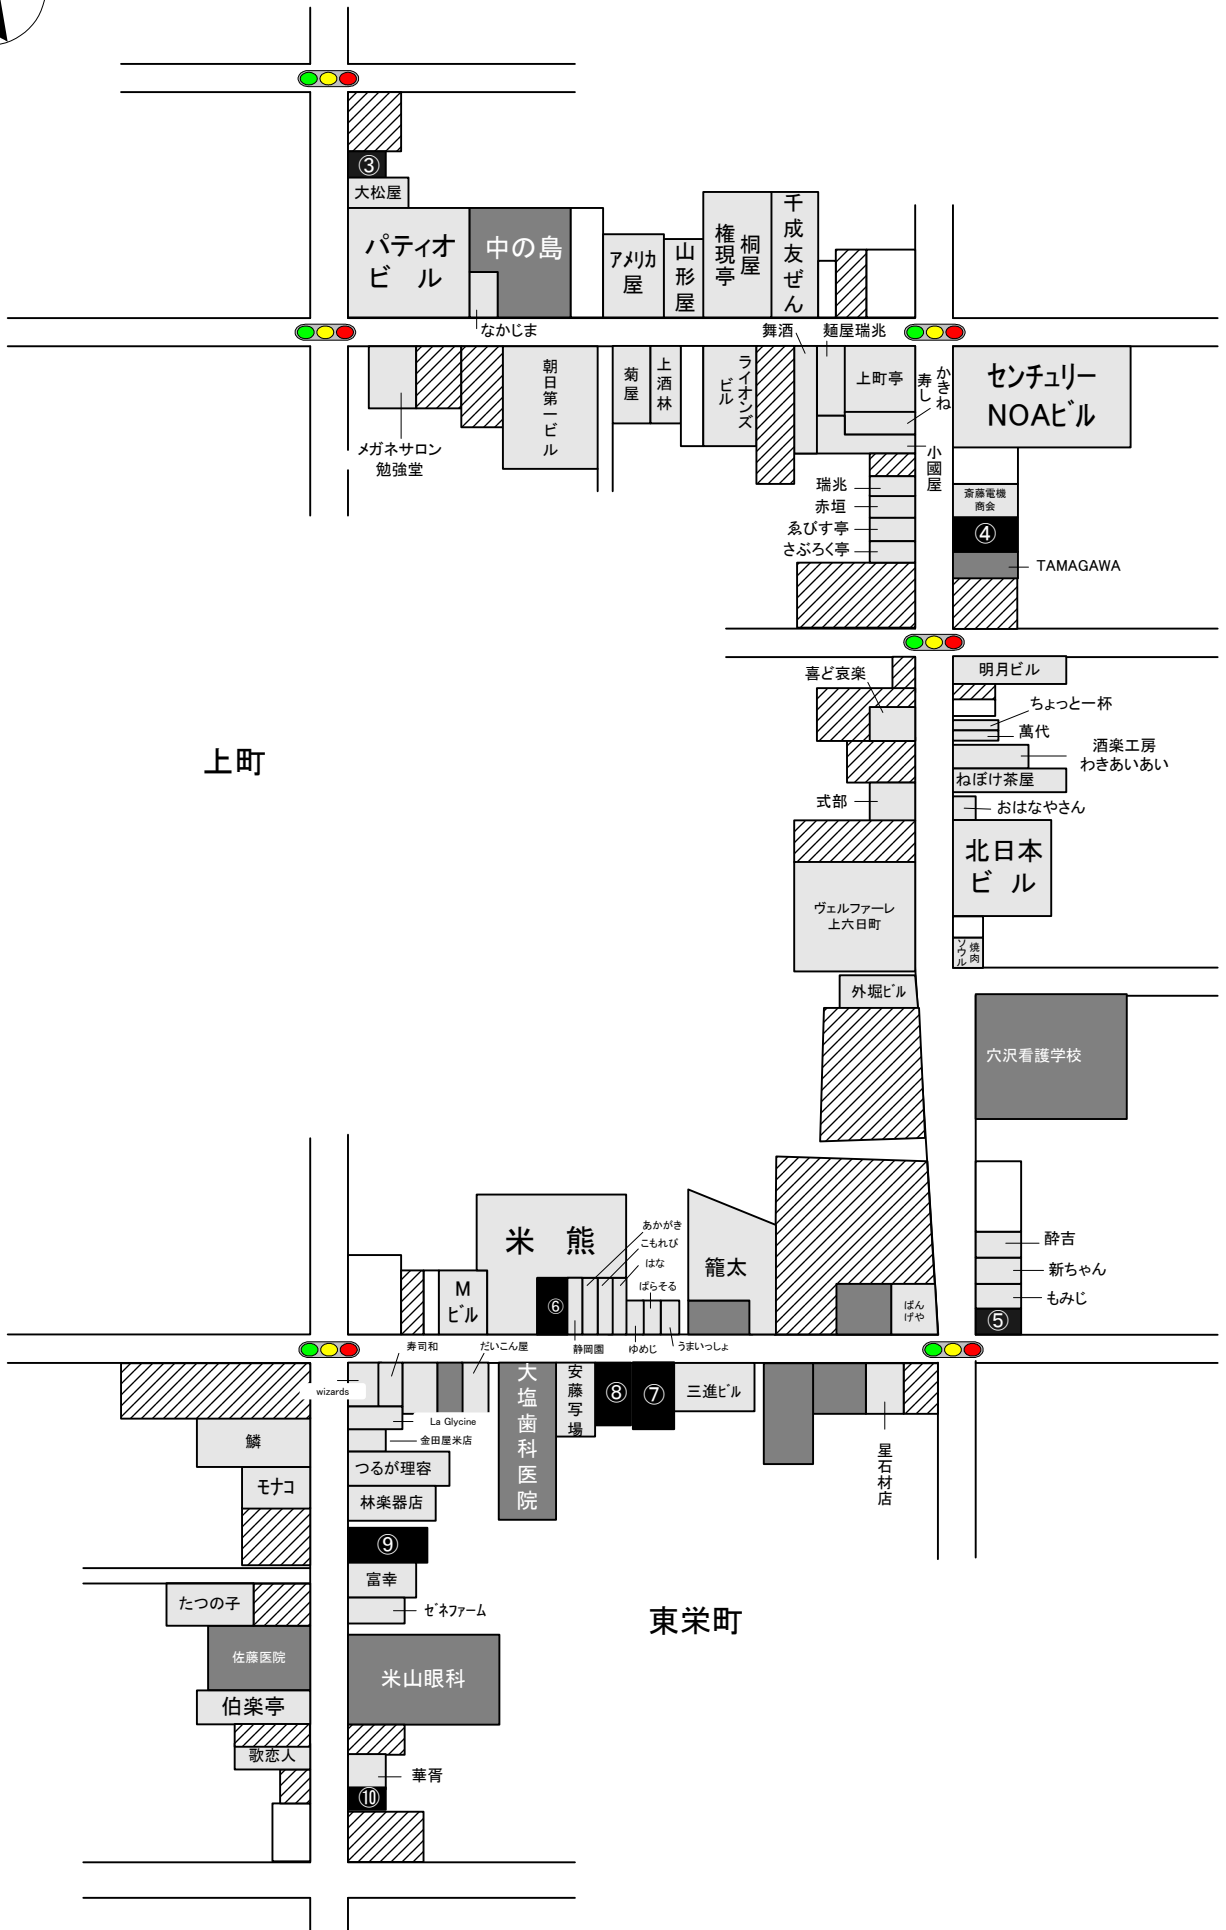 ③
大松屋
パティオ
ビル
中の島
なかじま
アメリカ
屋
山形屋
権現亭
桐屋
千成友ぜん
舞酒
麺屋瑞兆
メガネサロン
勉強堂
朝日第一ビル
菊屋
上酒林
ライオンズ
ビル
上町亭
かきね
寿し
小國屋
センチュリー
NOAビル
瑞兆
赤垣
ゑびす亭
さぶろく亭
斎藤電機
商会
④
TAMAGAWA
喜ど哀楽
明月ビル
ちょっと一杯
萬代
酒楽工房
わきあいあい
ねぼけ茶屋
おはなやさん
式部
北日本
ビル
上町
ヴェルファーレ
上六日町
焼肉
ソウル
外堀ビル
穴沢看護学校
米熊
あかがき
こもれび
はな
ぱらそる
籠太
酔吉
新ちゃん
もみじ
⑤
M
ビル
⑥
ばん
げや
静岡園
ゆめじ
うまいっしょ
寿司和
だいこん屋
wizards
大塩歯科医院
安藤写場
⑧
⑦
三進ビル
星石材店
La Glycine
金田屋米店
つるが理容
林楽器店
鱗
モナコ
⑨
富幸
ゼネファーム
たつの子
東栄町
佐藤医院
米山眼科
伯楽亭
歌恋人
華胥
⑩